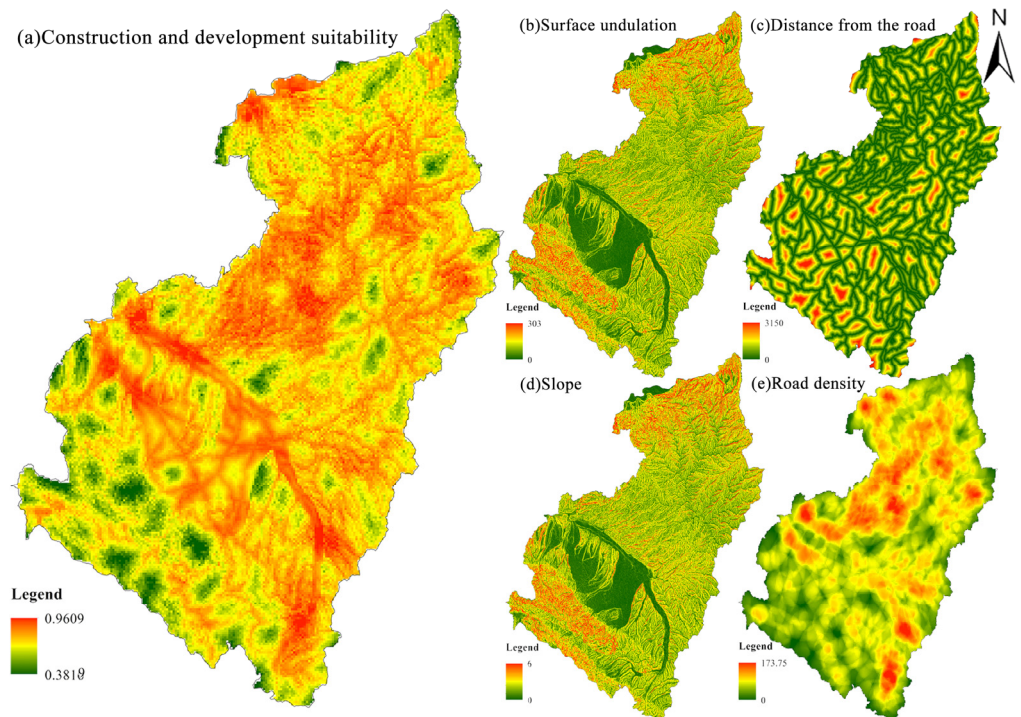 (a)Construction and development suitability
(b)Surface undulation
(c)Distance from the road
N
Legend
303
0
Legend
3150
0
(d)Slope
(e)Road density
Legend
0.9609
0.3819
Legend
6
0
Legend
173.75
0